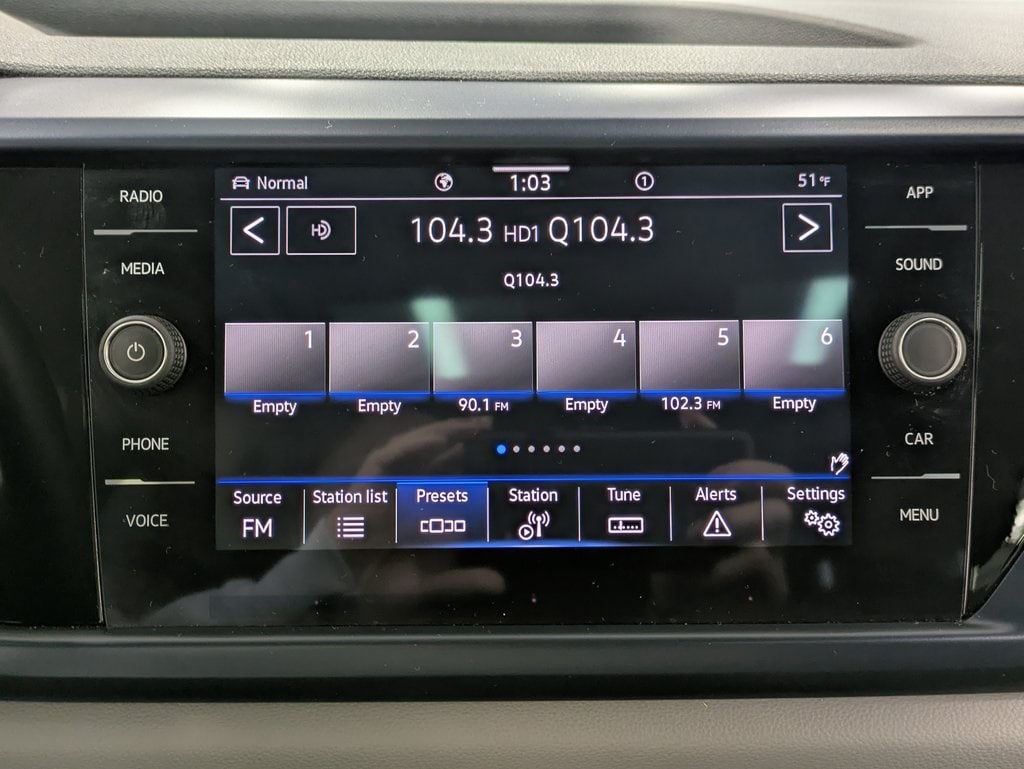 RADIO
MEDIA
PHONE
VOICE
Normal
1:03
1
51°F
<
HD
104.3 HD1 Q104.3
>
Q104.3
1
2
3
4
5
6
Empty
Empty
90.1 FM
Empty
102.3 FM
Empty
Source
FM
Station list
Presets
Station
Tune
Alerts
Settings
APP
SOUND
CAR
MENU